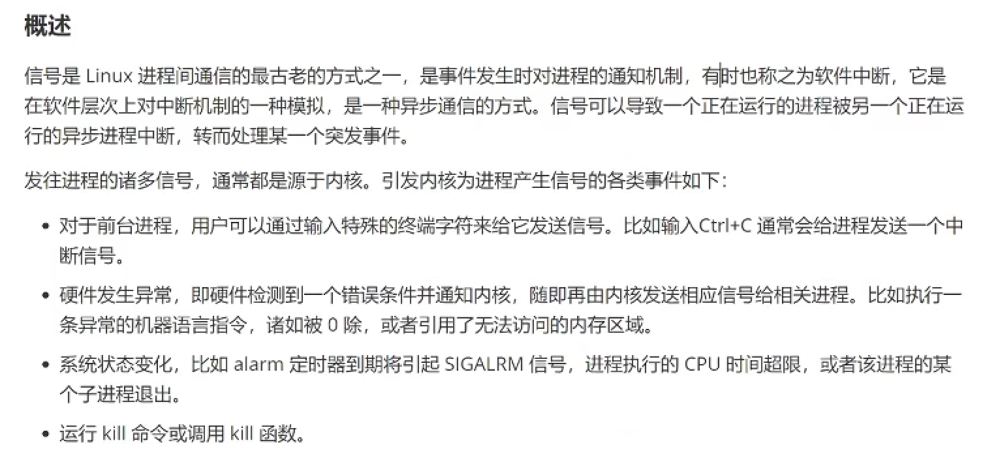 概述
信号是 Linux 进程间通信的最古老的方式之一，是事件发生时对进程的通知机制，有时也称之为软件中断，它是
在软件层次上对中断机制的一种模拟，是一种异步通信的方式。信号可以导致一个正在运行的进程被另一个正在运
行的异步进程中断，转而处理某一个突发事件。
发往进程的诸多信号，通常都是源于内核。引发内核为进程产生信号的各类事件如下：
• 对于前台进程，用户可以通过输入特殊的终端字符来给它发送信号。比如输入Ctrl+C 通常会给进程发送一个中
断信号。
• 硬件发生异常，即硬件检测到一个错误条件并通知内核，随即再由内核发送相应信号给相关进程。比如执行一
条异常的机器语言指令，诸如被 0 除，或者引用了无法访问的内存区域。
• 系统状态变化，比如 alarm 定时器到期将引起 SIGALRM 信号，进程执行的 CPU 时间超限，或者该进程的某
个子进程退出。
• 运行 kill 命令或调用 kill 函数。